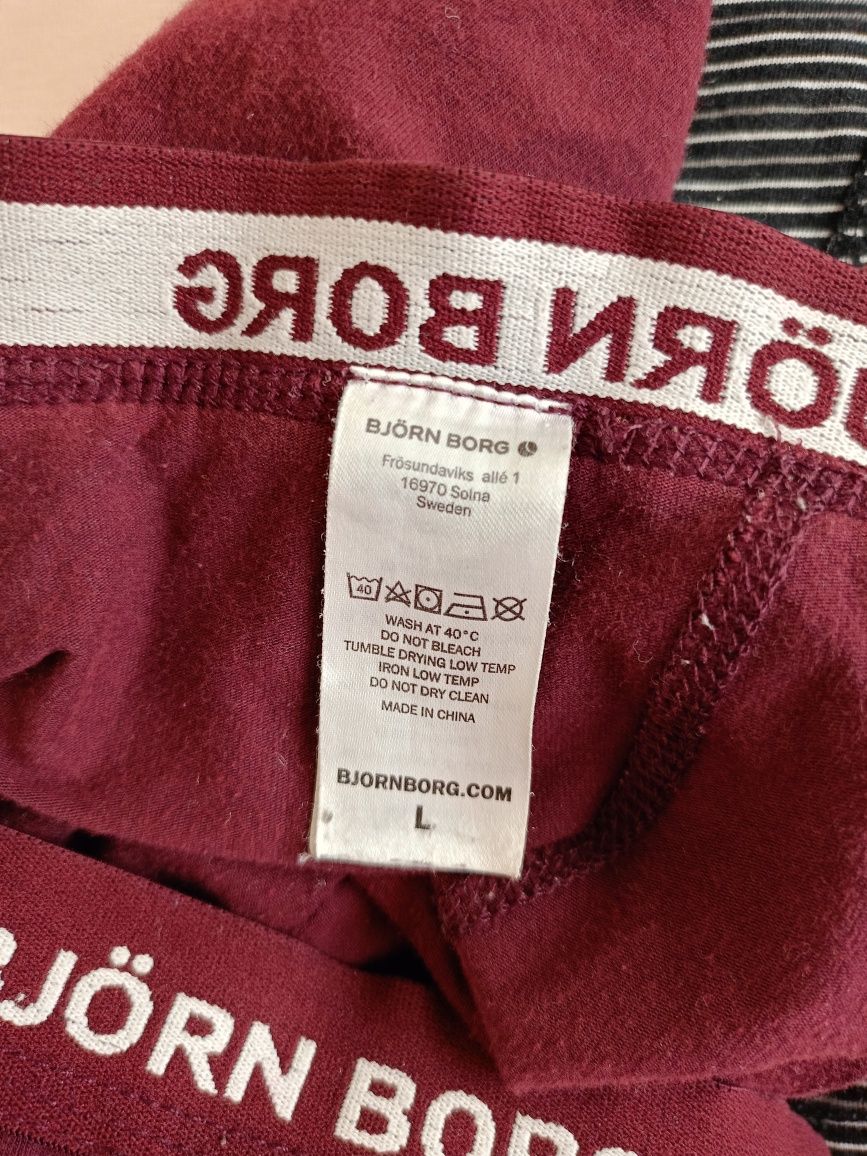 BJÖRN BORG
BJÖRN BORG
Frösundaviks allé 1
16970 Solna
Sweden
40
WASH AT 40°C
DO NOT BLEACH
TUMBLE DRYING LOW TEMP
IRON LOW TEMP
DO NOT DRY CLEAN
MADE IN CHINA
BJORNBORG.COM
L
BJÖRN BORG